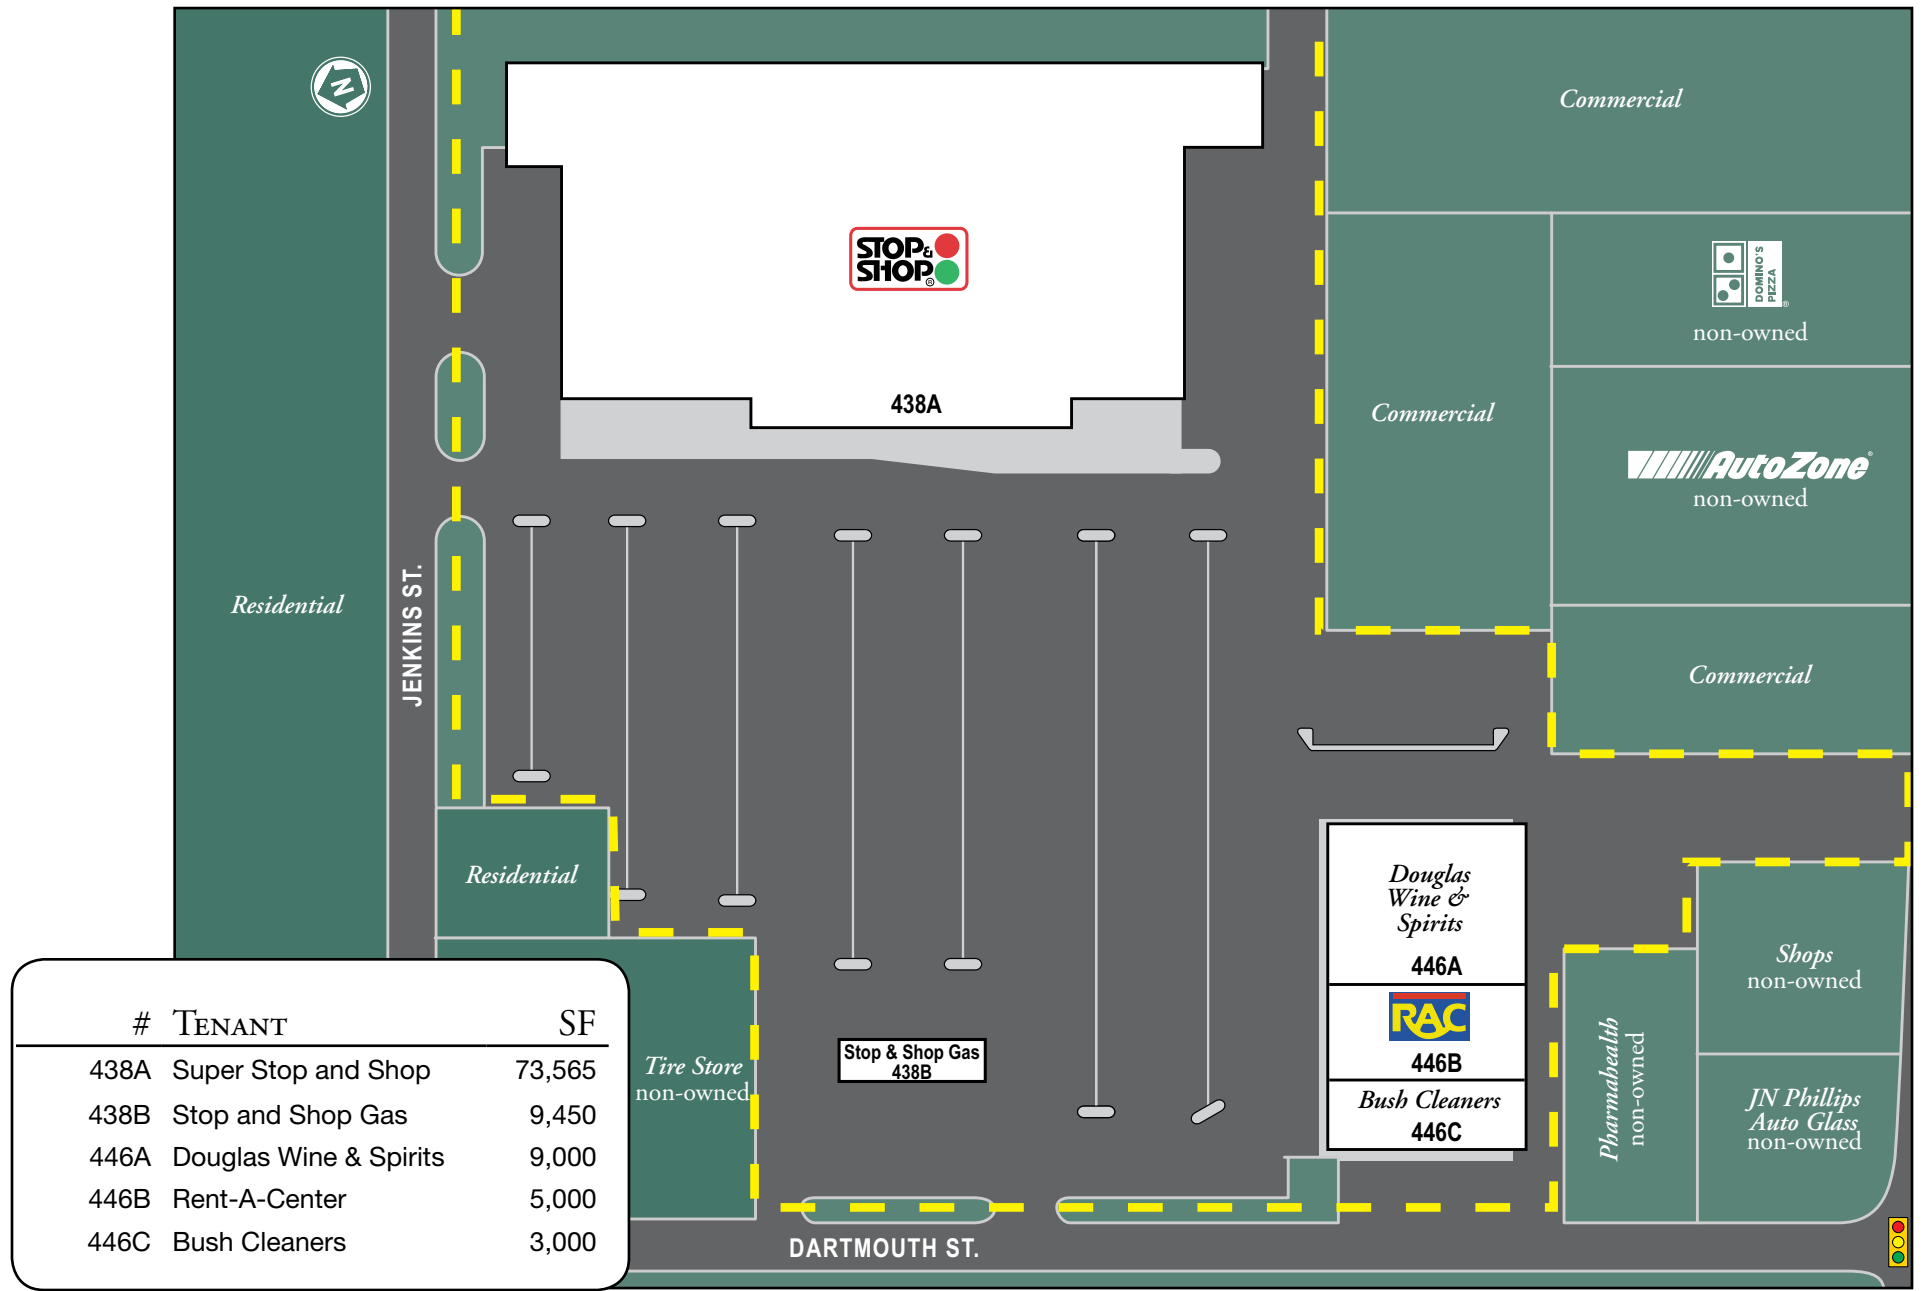 N
Commercial
STOP &
SHOP®
438A
DOMINO'S
PIZZA
®
non-owned
Commercial
AutoZone®
non-owned
JENKINS ST.
Residential
Commercial
Residential
Douglas
Wine &
Spirits
446A
RAC
446B
Bush Cleaners
446C
Shops
non-owned
Pharmahealth
non-owned
JN Phillips
Auto Glass
non-owned
Tire Store
non-owned
Stop & Shop Gas
438B
DARTMOUTH ST.
# TENANT SF
438A Super Stop and Shop 73,565
438B Stop and Shop Gas 9,450
446A Douglas Wine & Spirits 9,000
446B Rent-A-Center 5,000
446C Bush Cleaners 3,000